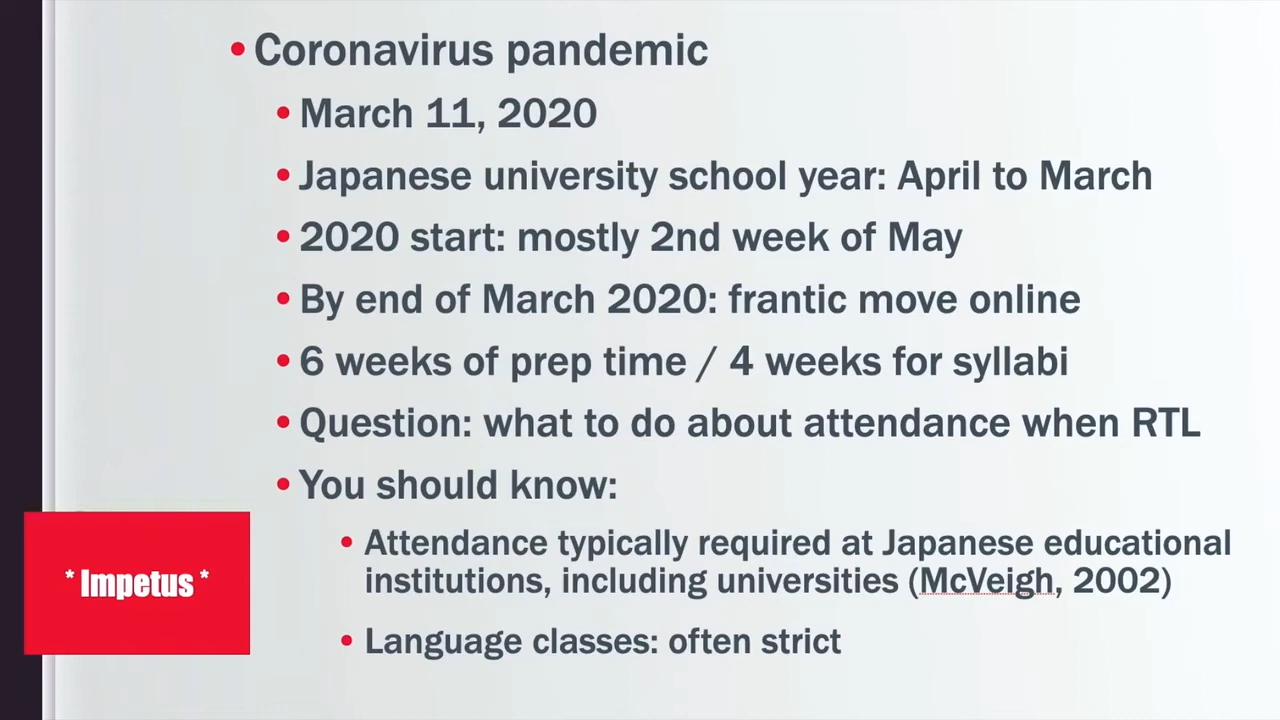 • Coronavirus pandemic
• March 11, 2020
• Japanese university school year: April to March
• 2020 start: mostly 2nd week of May
• By end of March 2020: frantic move online
• 6 weeks of prep time / 4 weeks for syllabi
• Question: what to do about attendance when RTL
• You should know:
• Attendance typically required at Japanese educational
institutions, including universities (McVeigh, 2002)
• Language classes: often strict
* Impetus *